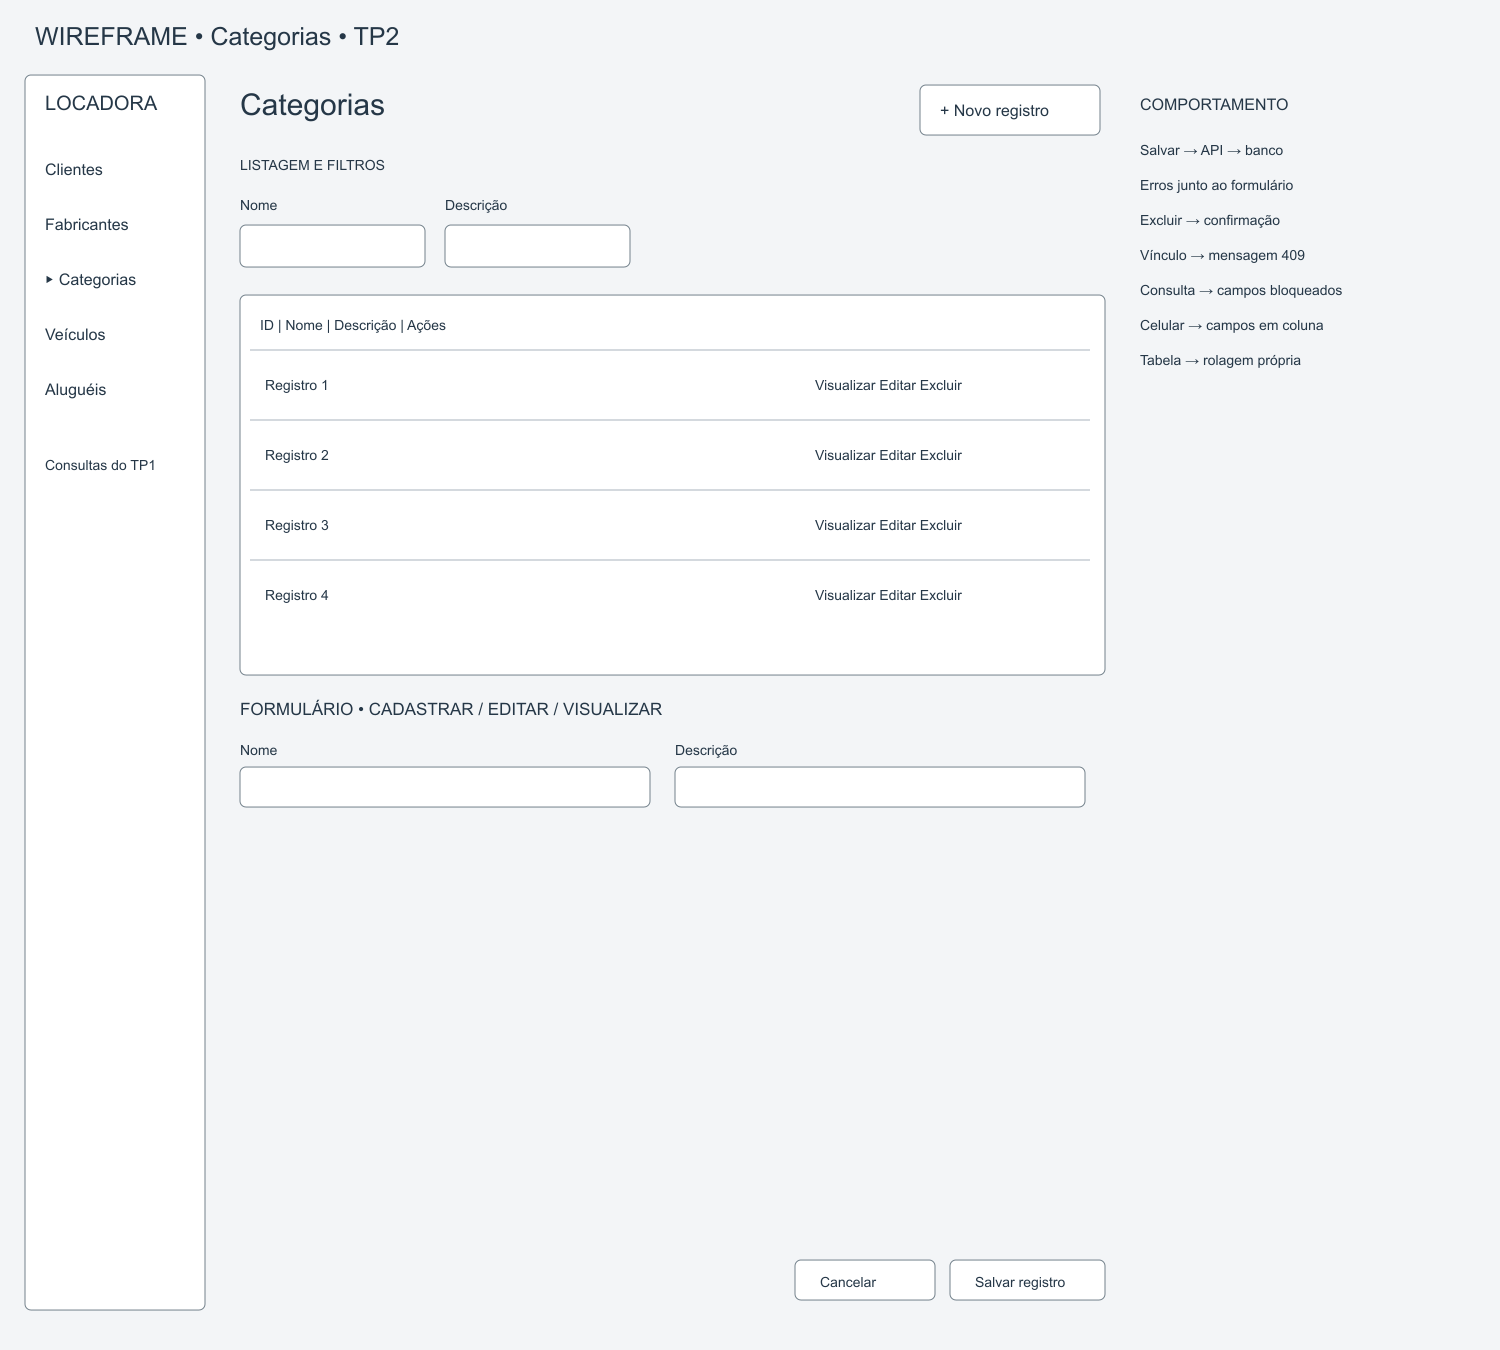 WIREFRAME • Categorias • TP2
LOCADORA
Clientes
Fabricantes
▸ Categorias
Veículos
Aluguéis
Consultas do TP1
Categorias
+ Novo registro
LISTAGEM E FILTROS
Nome
Descrição
ID | Nome | Descrição | Ações
Registro 1 Visualizar Editar Excluir
Registro 2 Visualizar Editar Excluir
Registro 3 Visualizar Editar Excluir
Registro 4 Visualizar Editar Excluir
FORMULÁRIO • CADASTRAR / EDITAR / VISUALIZAR
Nome
Descrição
Cancelar
Salvar registro
COMPORTAMENTO
Salvar → API → banco
Erros junto ao formulário
Excluir → confirmação
Vínculo → mensagem 409
Consulta → campos bloqueados
Celular → campos em coluna
Tabela → rolagem própria